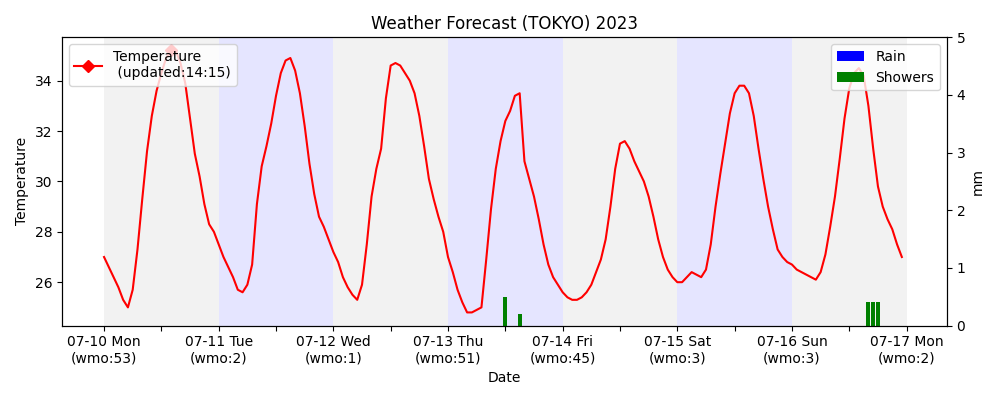 Weather Forecast (TOKYO) 2023
Temperature
(updated:14:15)
Rain
Showers
Temperature
34
32
30
28
26
5
4
3
2
1
0
mm
07-10 Mon
(wmo:53)
07-11 Tue
(wmo:2)
07-12 Wed
(wmo:1)
07-13 Thu
(wmo:51)
07-14 Fri
(wmo:45)
07-15 Sat
(wmo:3)
07-16 Sun
(wmo:3)
07-17 Mon
(wmo:2)
Date